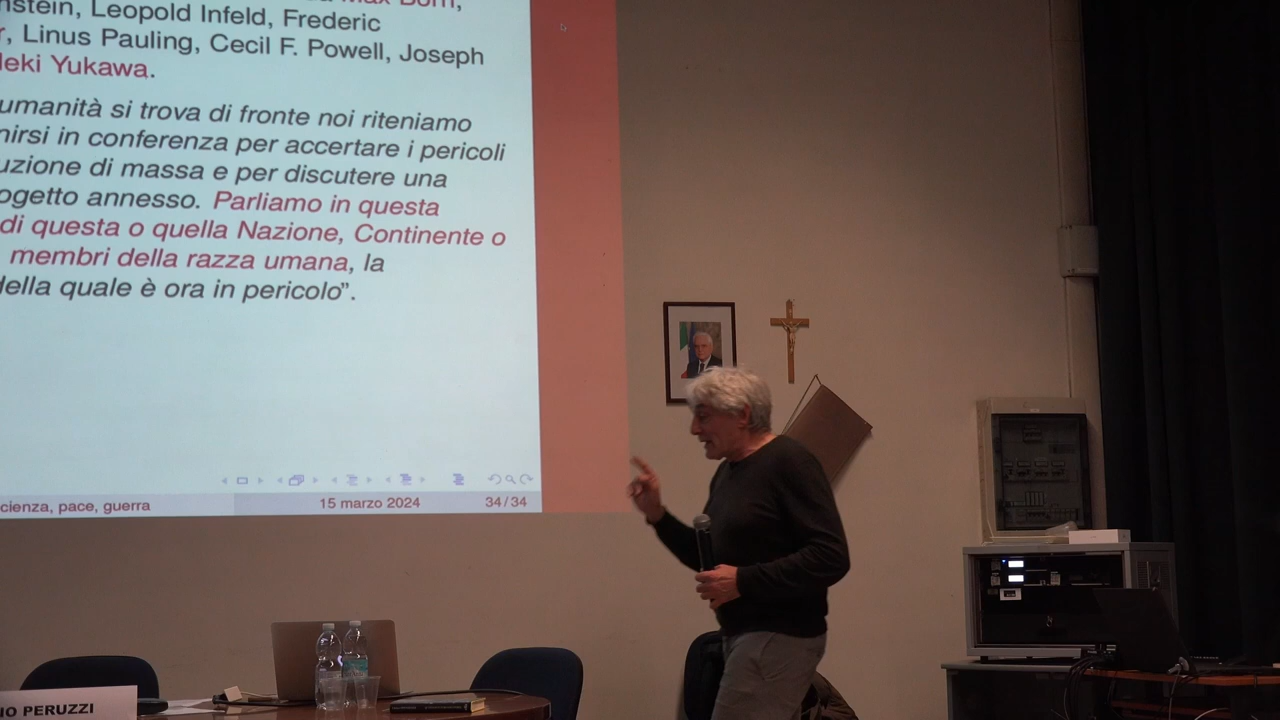 nstein, Leopold Infeld, Frederic
r, Linus Pauling, Cecil F. Powell, Joseph
leki Yukawa.
umanità si trova di fronte noi riteniamo
nirsi in conferenza per accertare i pericoli
uzione di massa e per discutere una
ogetto annesso. Parliamo in questa
di questa o quella Nazione, Continente o
membri della razza umana, la
della quale è ora in pericolo”.
cienza, pace, guerra 15 marzo 2024 34/34
IO PERUZZI